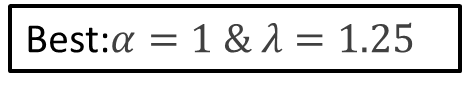 Best:𝛼 = 1 & 𝜆 = 1.25